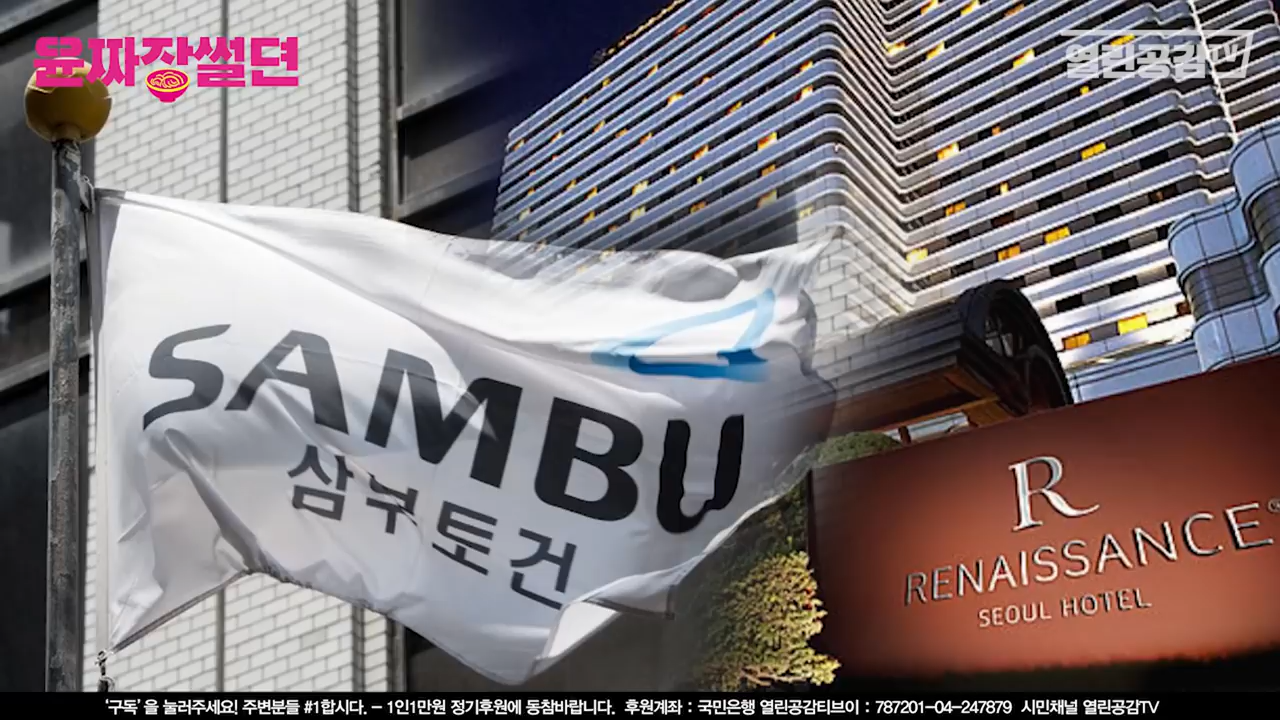 윤짜장썰뎐
열린공감TV
SAMBU
삼부토건
R
RENAISSANCE®
SEOUL HOTEL
‘구독’을 눌러주세요! 주변분들 #1합시다. – 1인1만원 정기후원에 동참바랍니다. 후원계좌 : 국민은행 열린공감티브이 : 787201-04-247879 시민채널 열린공감TV